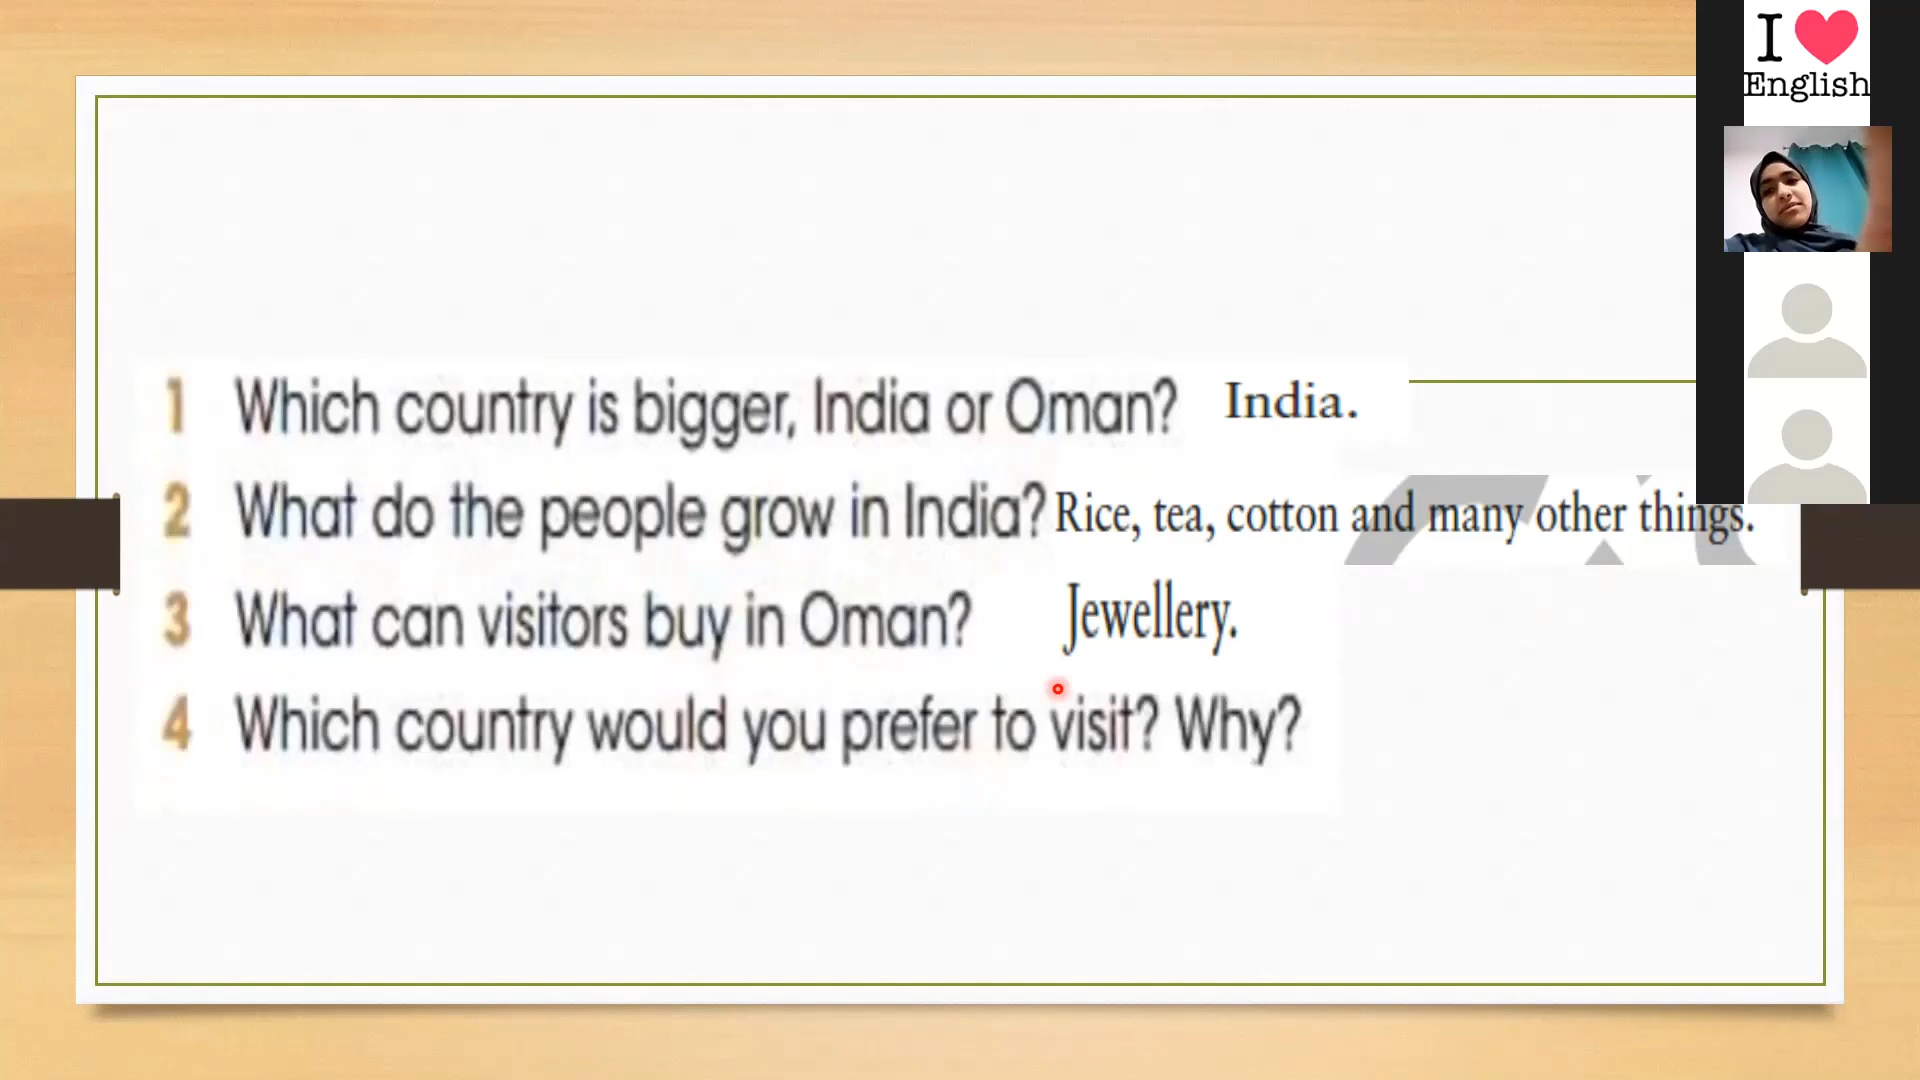 I ❤
English
1 Which country is bigger, India or Oman? India.
2 What do the people grow in India? Rice, tea, cotton and many other things.
3 What can visitors buy in Oman? Jewellery.
4 Which country would you prefer to visit? Why?